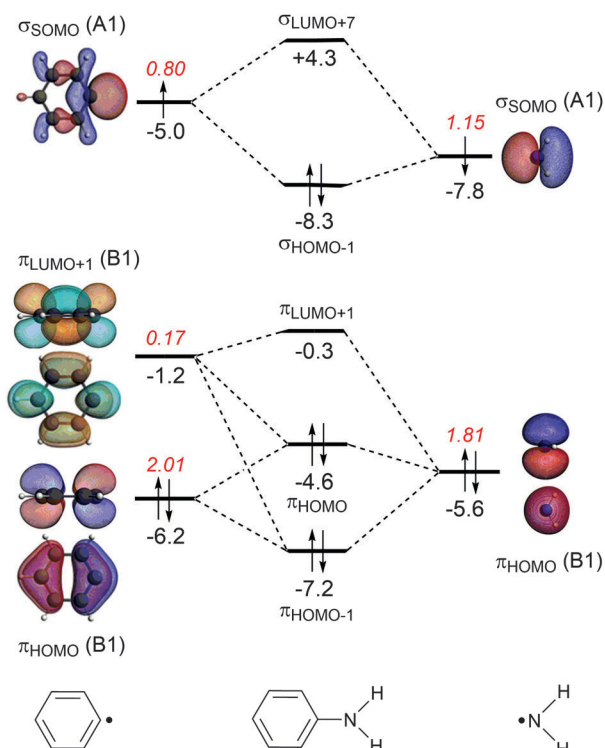 σSOMO (A1)
0.80
-5.0
σLUMO+7
+4.3
-8.3
σHOMO-1
σSOMO (A1)
1.15
-7.8
πLUMO+1 (B1)
0.17
-1.2
2.01
-6.2
πHOMO (B1)
πLUMO+1
-0.3
-4.6
πHOMO
-7.2
πHOMO-1
1.81
-5.6
πHOMO (B1)
H
N
H
H
N
H